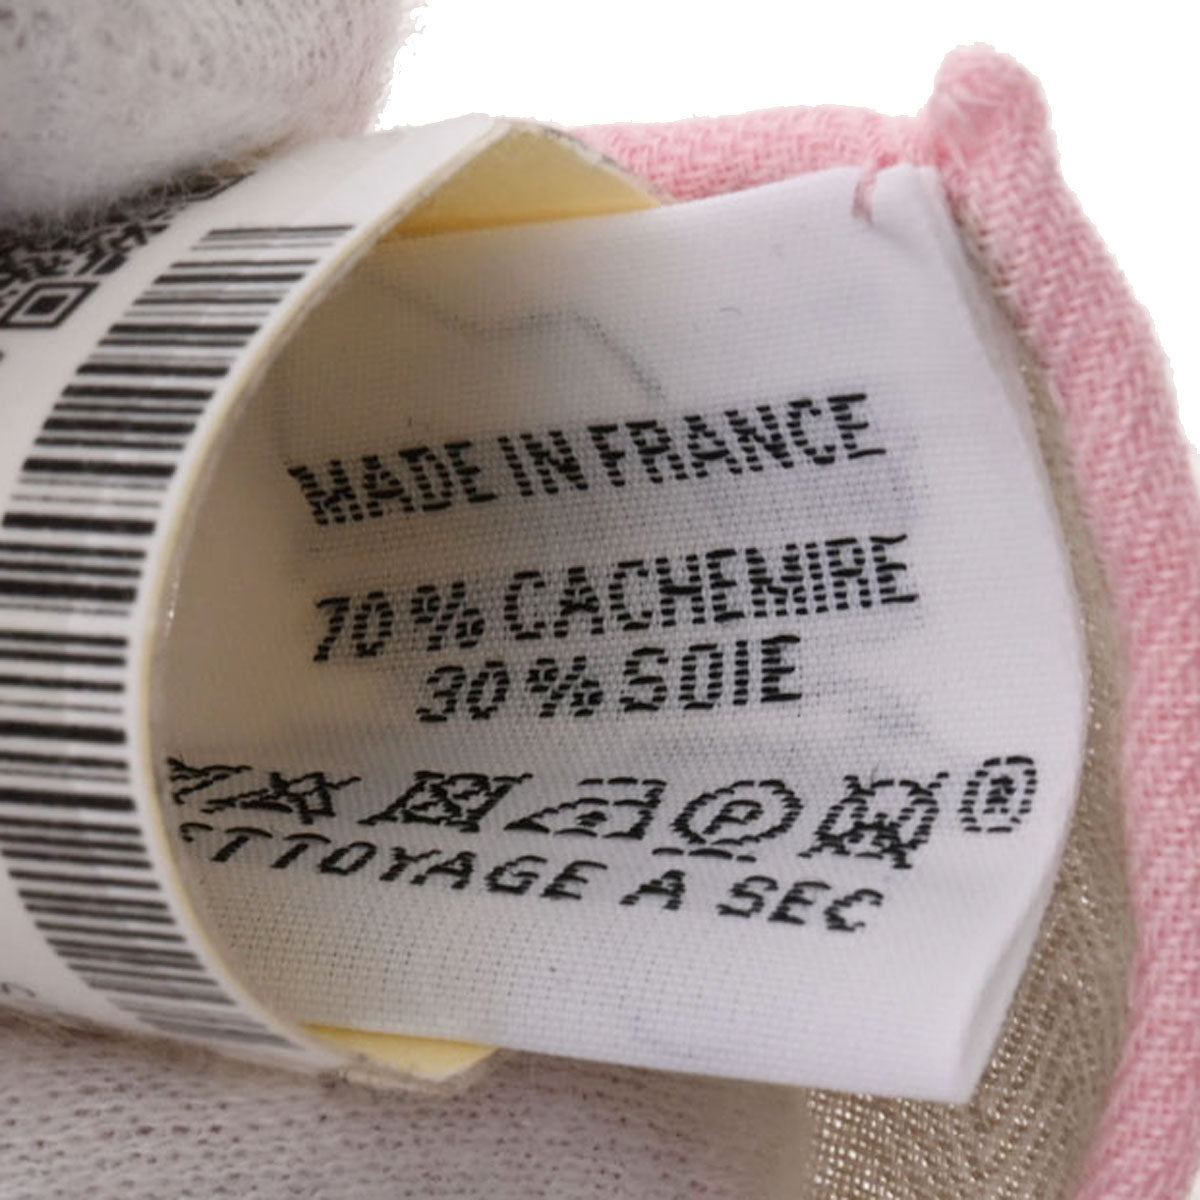 MADE IN FRANCE
70 % CACHEMIRE
30 % SOIE
P ®
TTOYAGE A SEC